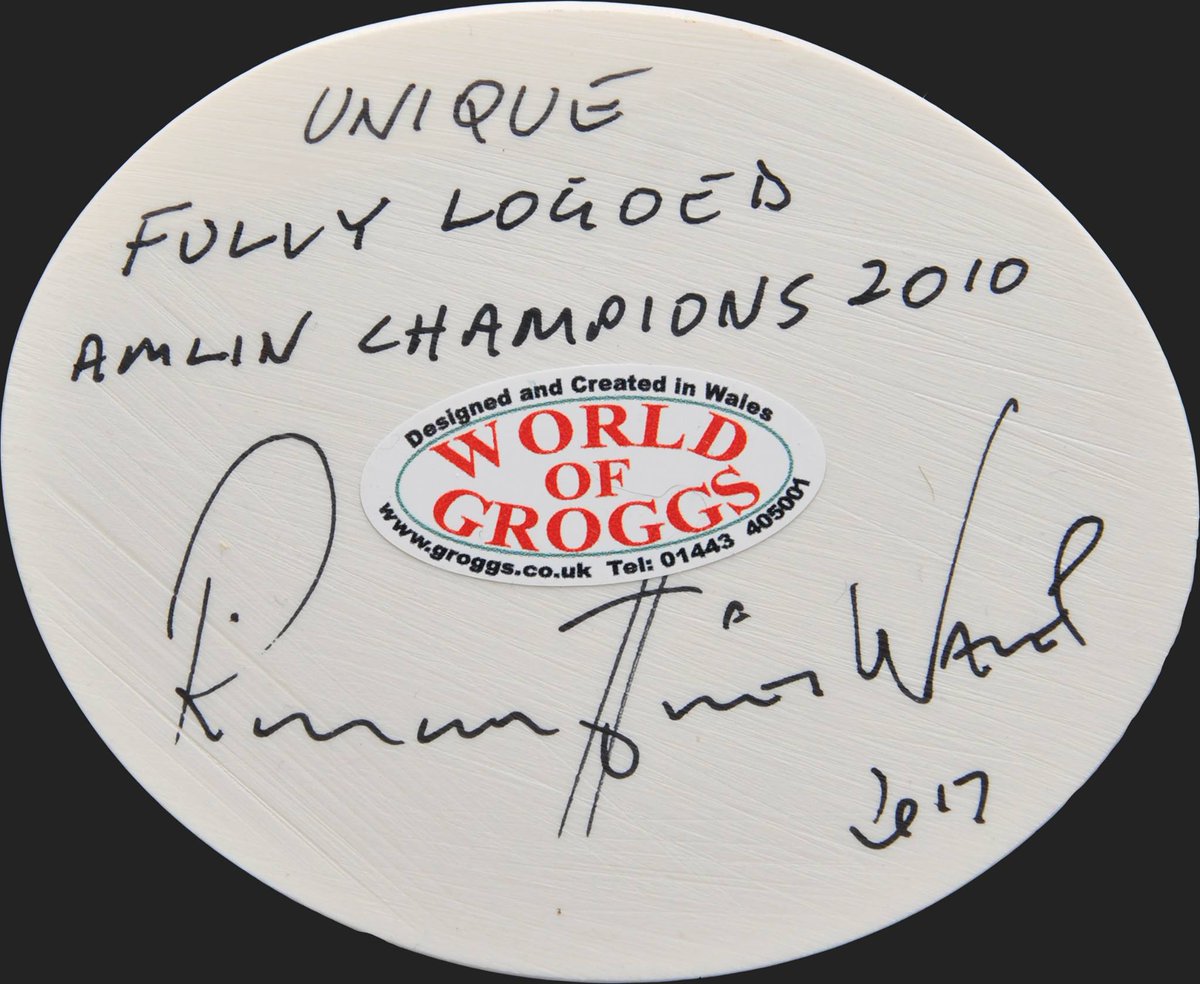 UNIQUE
FULLY LOGOED
AMLIN CHAMPIONS 2010
Designed and Created in Wales
WORLD
OF
GROGGS
www.groggs.co.uk Tel: 01443 405001
2017